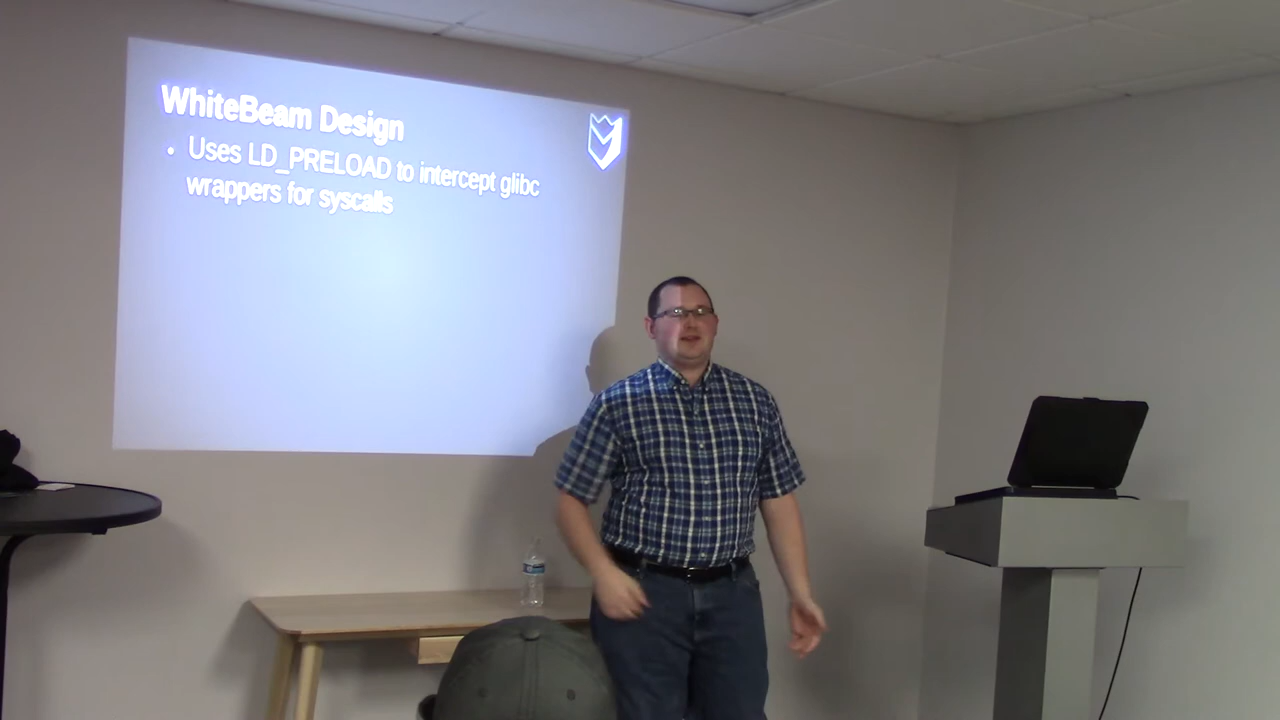 WhiteBeam Design
• Uses LD_PRELOAD to intercept glibc
wrappers for syscalls